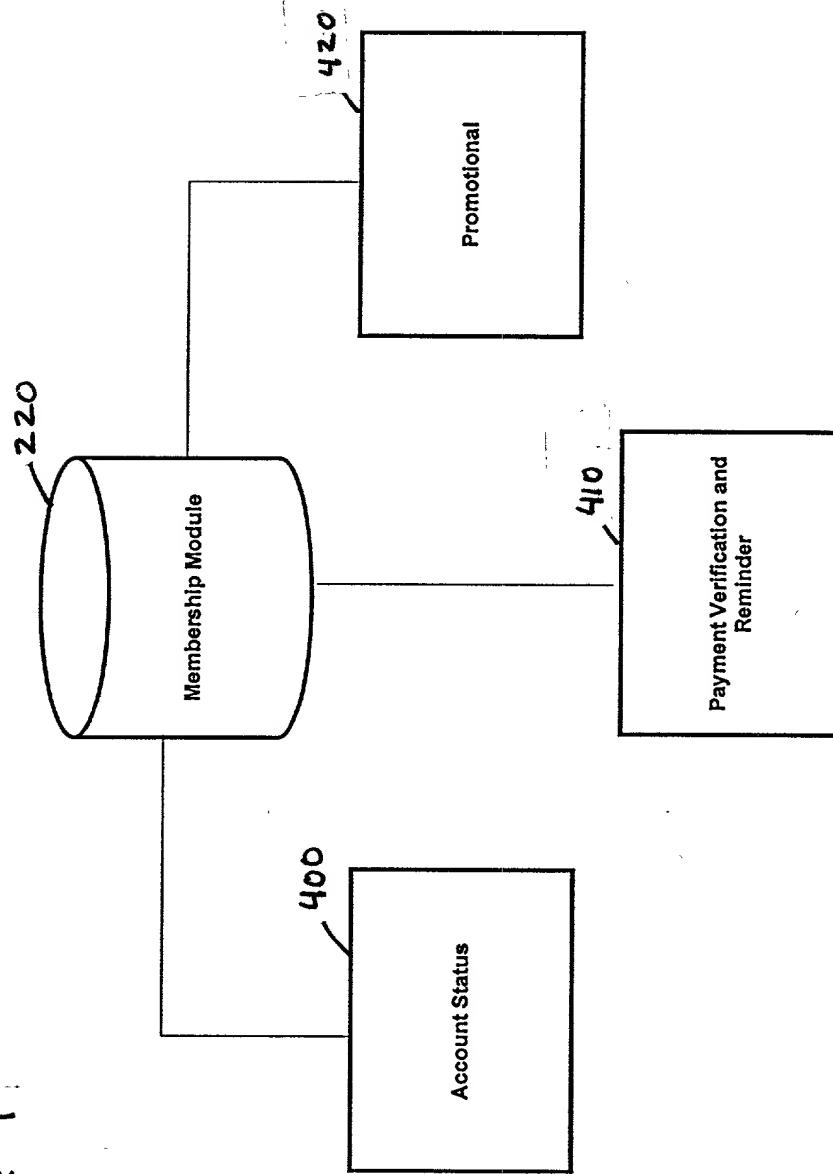 220
Membership Module
420
Promotional
400
Account Status
410
Payment Verification and
Reminder